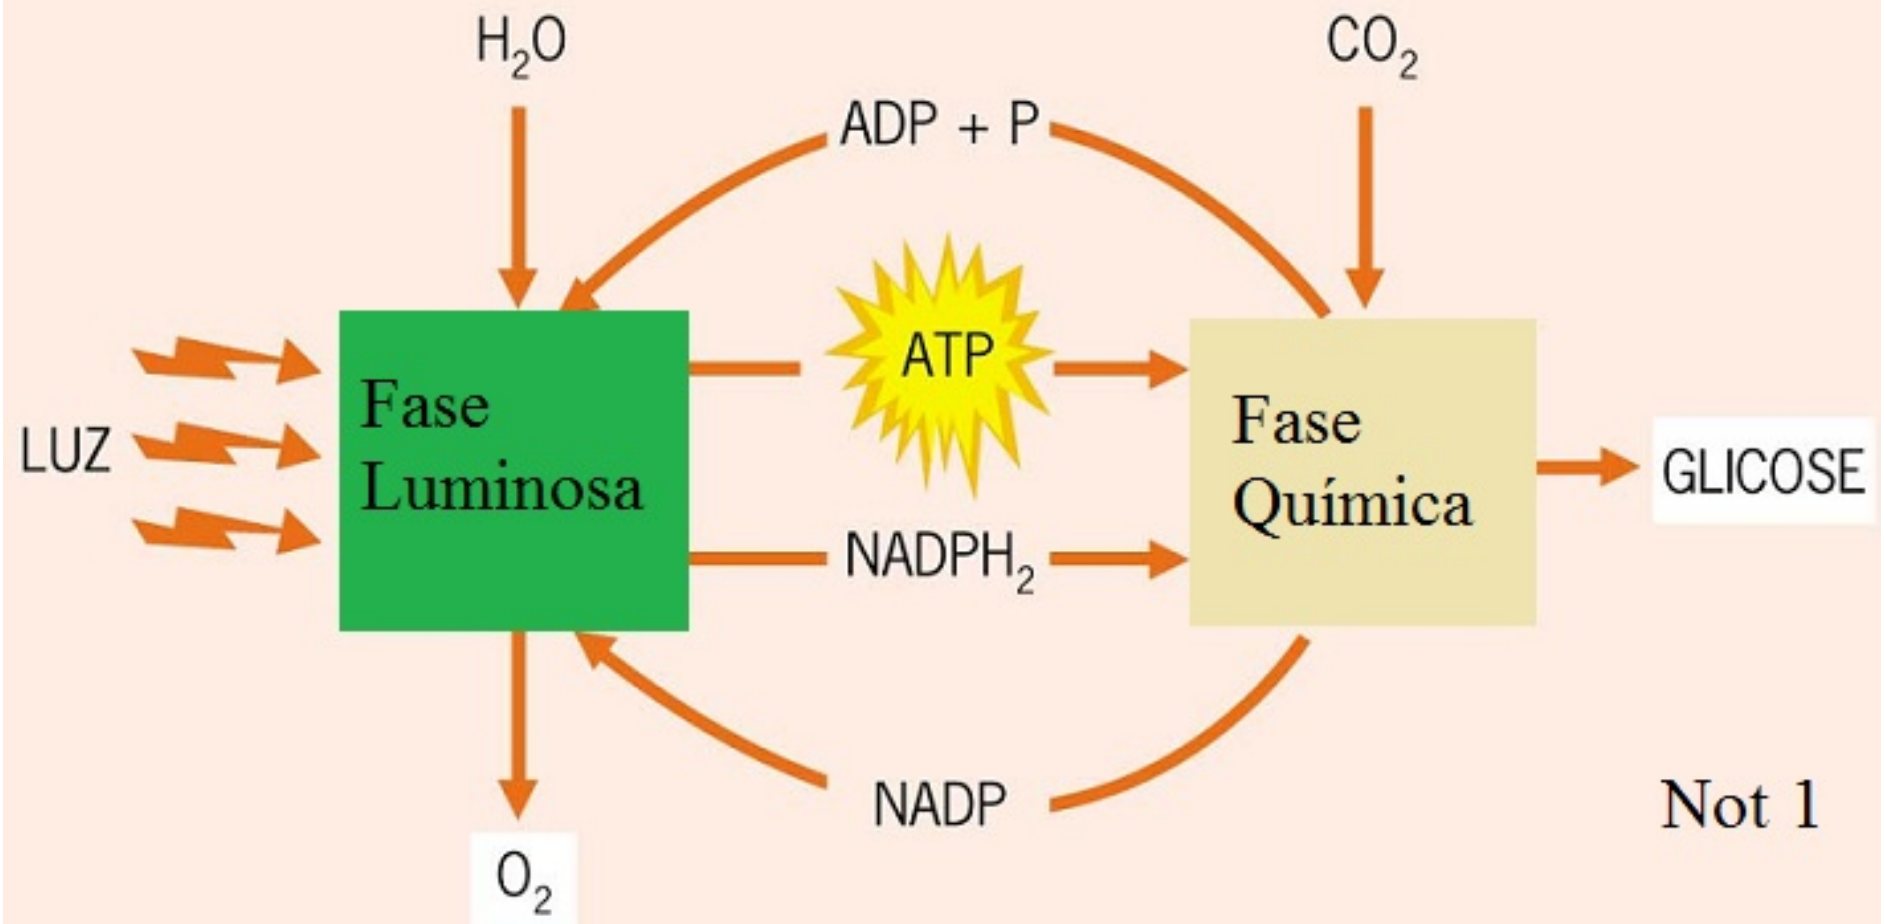 H₂O
CO₂
ADP + P
ATP
Fase
Luminosa
Fase
Química
LUZ
GLICOSE
NADPH₂
NADP
Not 1
O₂